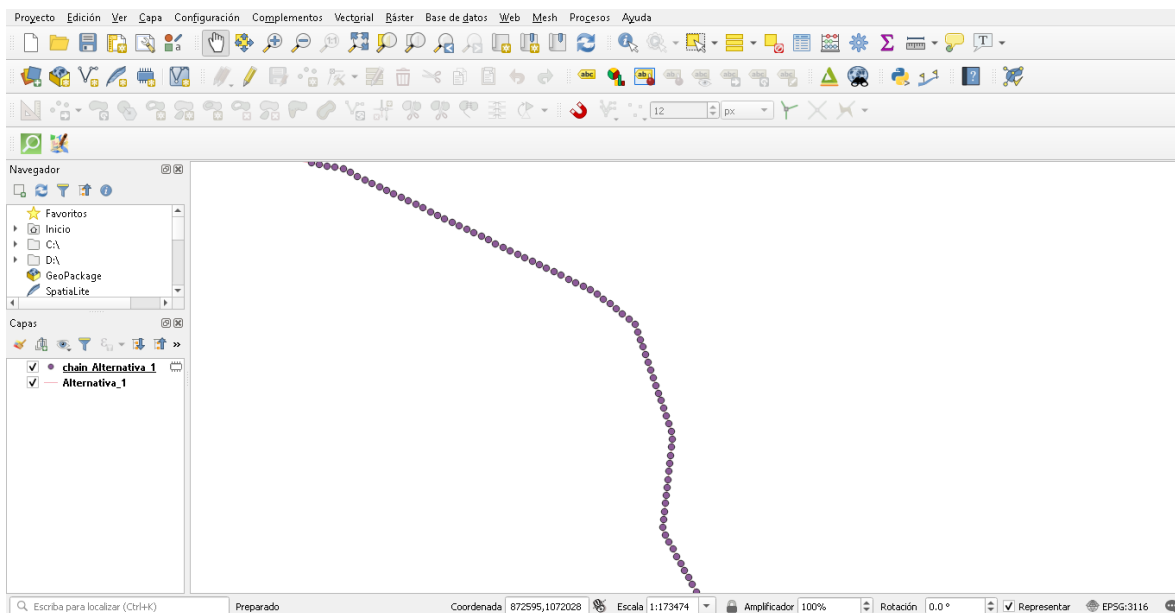 Proyecto Edición Ver Capa Configuración Complementos Vectorial Ráster Base de datos Web Mesh Procesos Ayuda
abc abc
12 px
Navegador
Favoritos
Inicio
C:\
D:\
GeoPackage
SpatiaLite
Capas
chain_Alternativa_1
Alternativa_1
Escriba para localizar (Ctrl+K) Preparado Coordenada 872595,1072028 Escala 1:173474 Amplificador 100% Rotación 0.0 ° Representar EPSG:3116